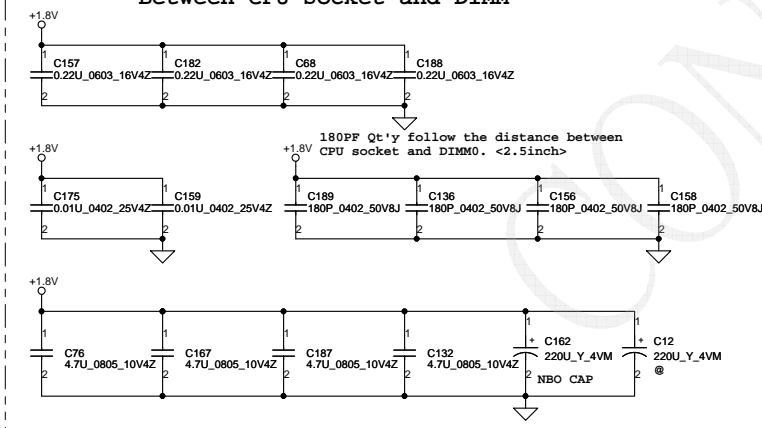 Between CPU Socket and DIMM
+1.8V
1 1 1 1
C157 C182 C68 C188
0.22U_0603_16V4Z 0.22U_0603_16V4Z 0.22U_0603_16V4Z 0.22U_0603_16V4Z
2 2 2 2
180PF Qt'y follow the distance between
CPU socket and DIMM0. <2.5inch>
+1.8V +1.8V
1 1 1 1 1 1
C175 C159 C189 C136 C156 C158
0.01U_0402_25V4Z 0.01U_0402_25V4Z 180P_0402_50V8J 180P_0402_50V8J 180P_0402_50V8J 180P_0402_50V8J
2 2 2 2 2 2
+1.8V
1 1 1 1 1 1
+ +
C76 C167 C187 C132 C162 C12
4.7U_0805_10V4Z 4.7U_0805_10V4Z 4.7U_0805_10V4Z 4.7U_0805_10V4Z 220U_Y_4VM 220U_Y_4VM
2 2 2 2 2 2
NBO CAP @